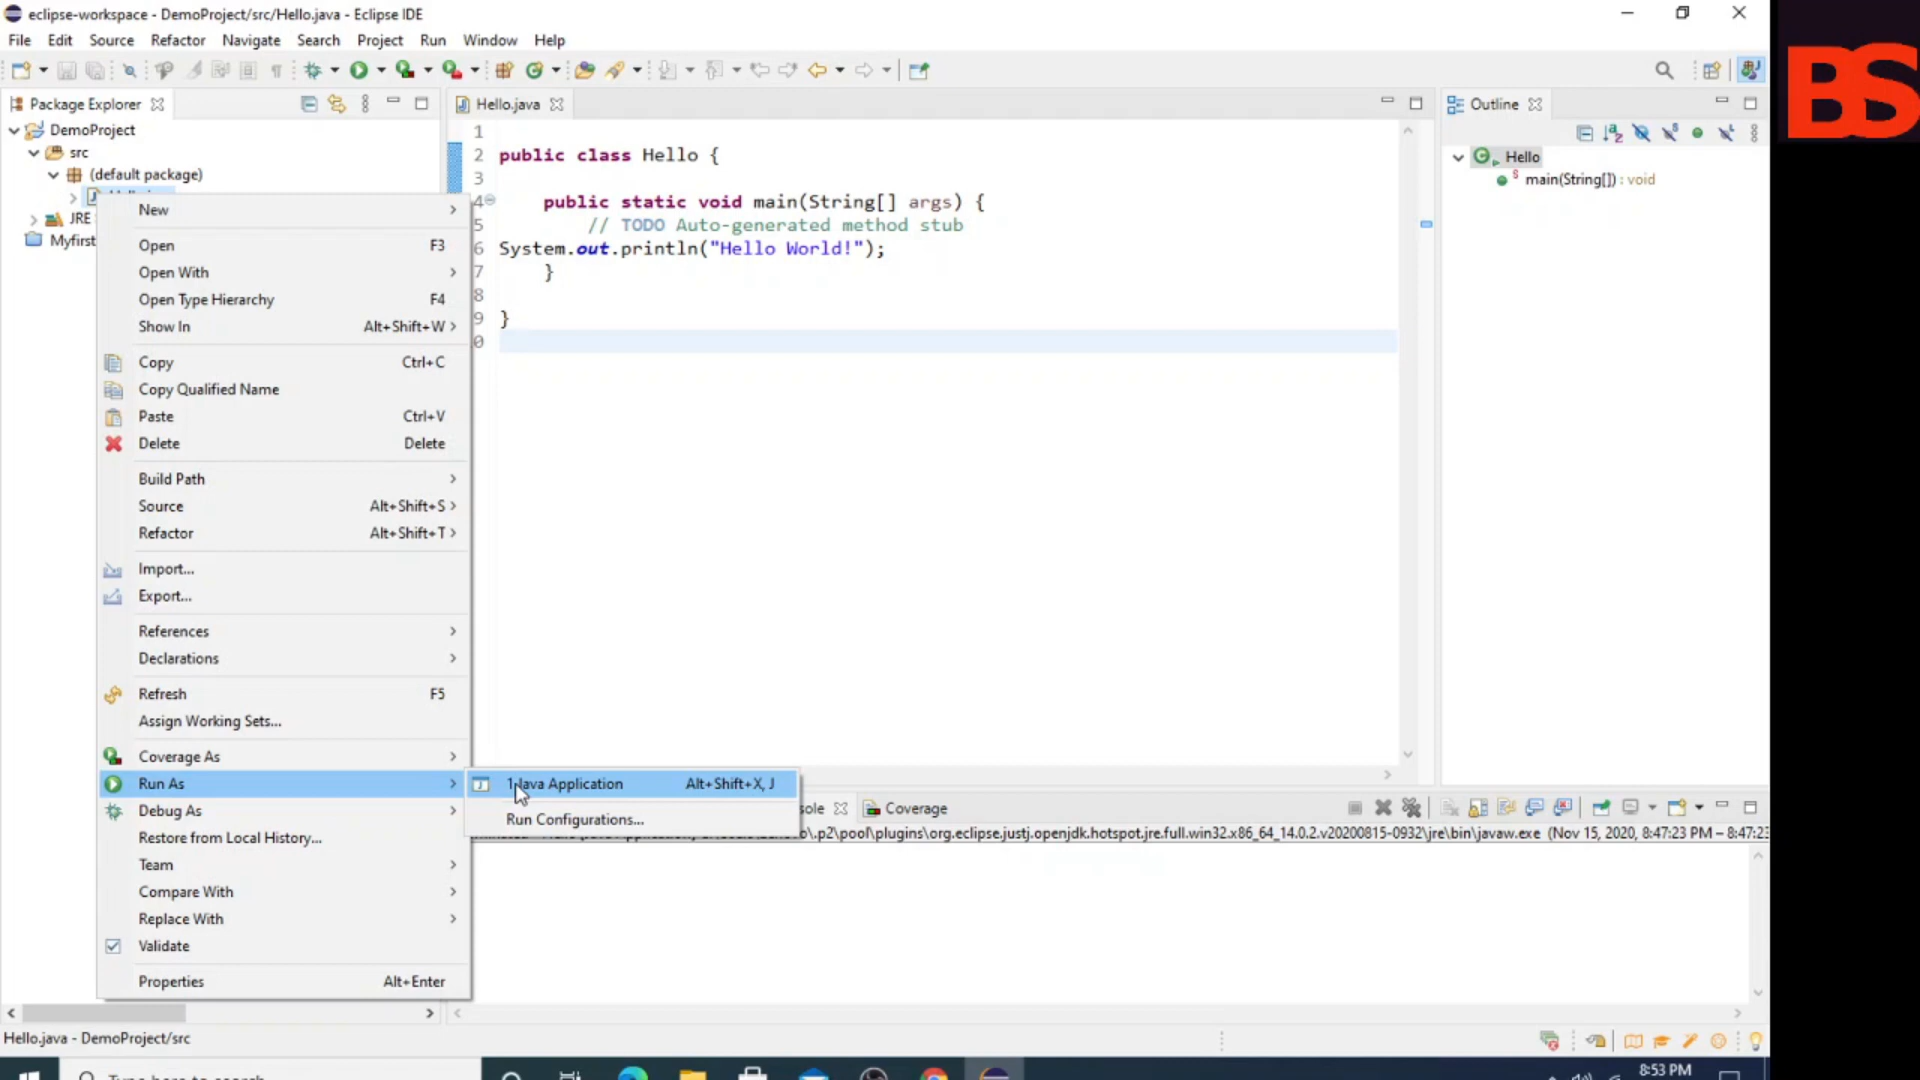 eclipse-workspace - DemoProject/src/Hello.java - Eclipse IDE
File Edit Source Refactor Navigate Search Project Run Window Help
BS
Package Explorer
Hello.java
Outline
DemoProject
src
(default package)
JRE
Myfirst
1
2 public class Hello {
3
4 public static void main(String[] args) {
5 // TODO Auto-generated method stub
6 System.out.println("Hello World!");
7 }
8
9 }
0
Hello
main(String[]) : void
New
Open F3
Open With
Open Type Hierarchy F4
Show In Alt+Shift+W
Copy Ctrl+C
Copy Qualified Name
Paste Ctrl+V
Delete Delete
Build Path
Source Alt+Shift+S
Refactor Alt+Shift+T
Import...
Export...
References
Declarations
Refresh F5
Assign Working Sets...
Coverage As
Run As
Debug As
Restore from Local History...
Team
Compare With
Replace With
Validate
Properties Alt+Enter
1 Java Application Alt+Shift+X, J
Run Configurations...
sole Coverage
.p2\pool\plugins\org.eclipse.justj.openjdk.hotspot.jre.full.win32.x86_64_14.0.2.v20200815-0932\jre\bin\javaw.exe (Nov 15, 2020, 8:47:23 PM – 8:47:23
Hello.java - DemoProject/src
Type here to search
8:53 PM